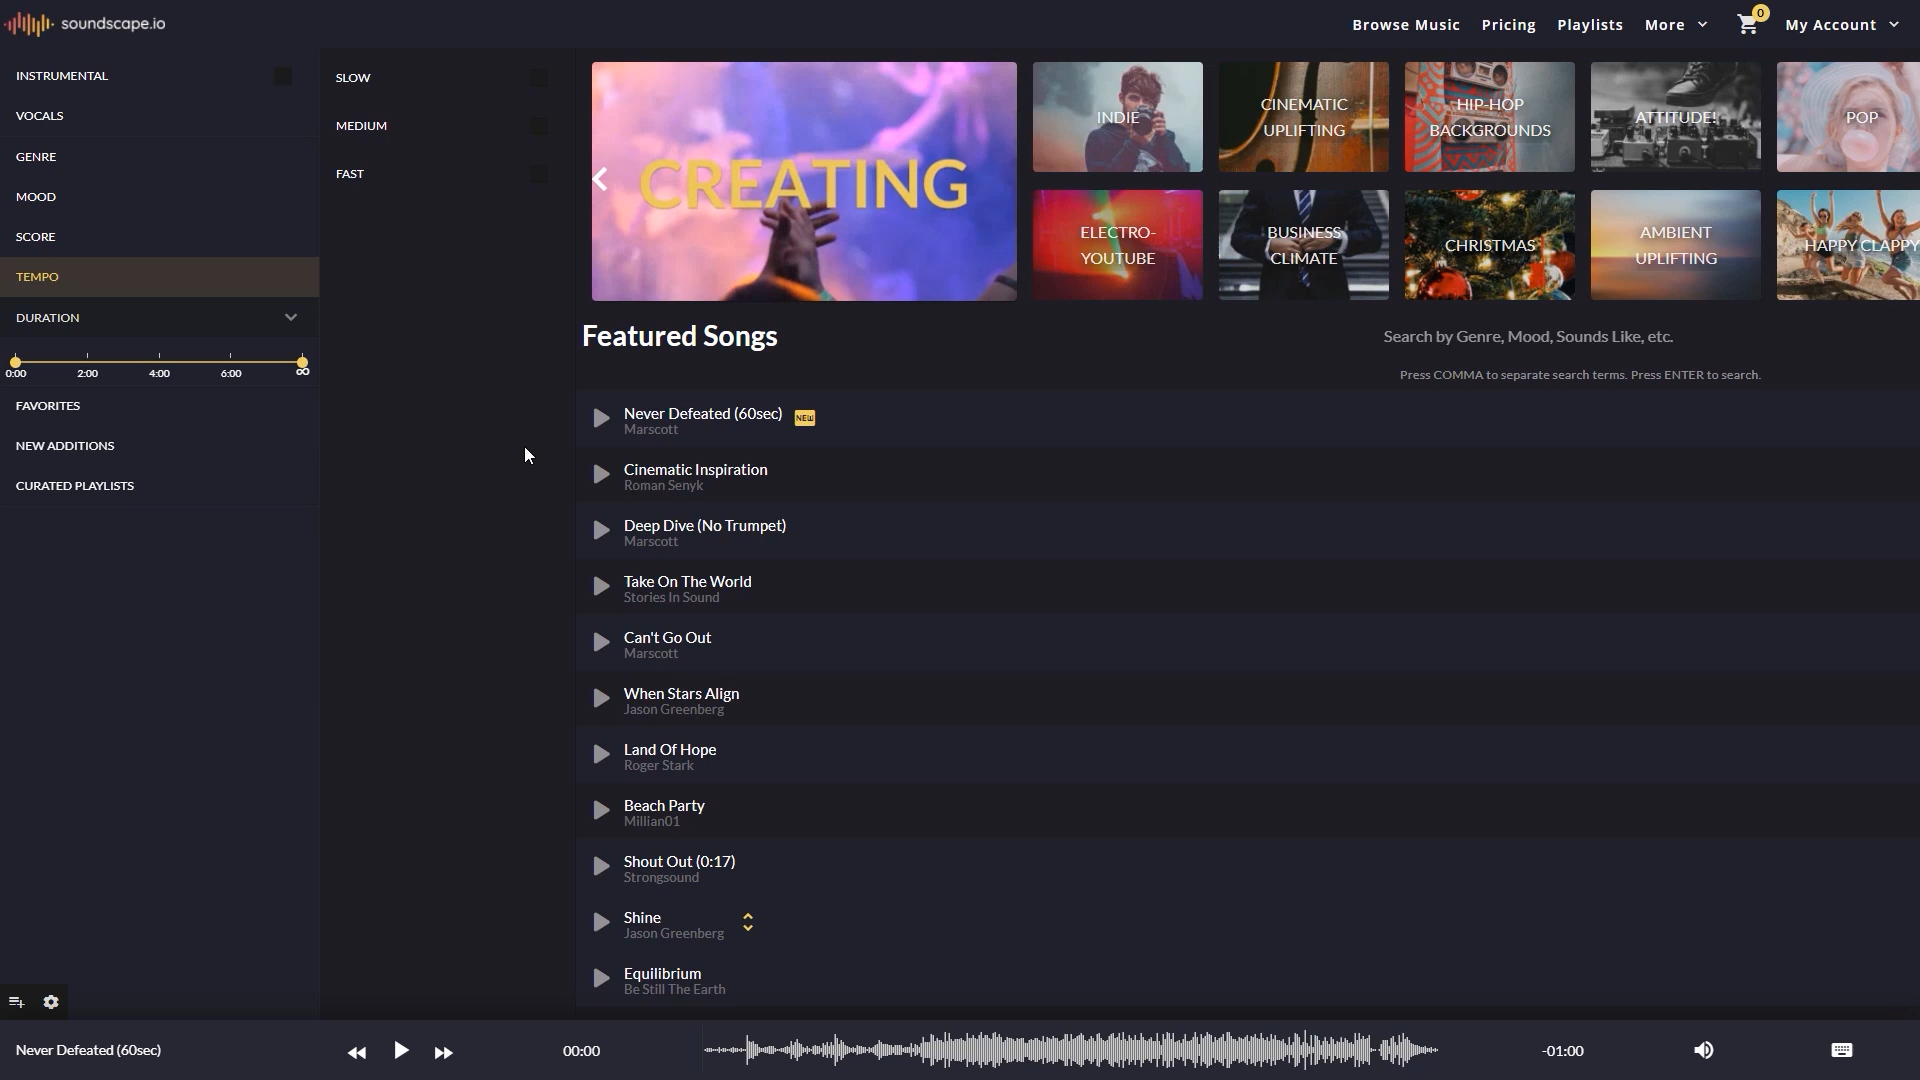 soundscape.io
Browse Music
Pricing
Playlists
More
0
My Account
INSTRUMENTAL
VOCALS
GENRE
MOOD
SCORE
TEMPO
DURATION
0:00
2:00
4:00
6:00
∞
FAVORITES
NEW ADDITIONS
CURATED PLAYLISTS
SLOW
MEDIUM
FAST
CREATING
INDIE
CINEMATIC
UPLIFTING
HIP-HOP
BACKGROUNDS
ATTITUDE!
POP
ELECTRO-
YOUTUBE
BUSINESS
CLIMATE
CHRISTMAS
AMBIENT
UPLIFTING
HAPPY CLAPPY
Featured Songs
Search by Genre, Mood, Sounds Like, etc.
Press COMMA to separate search terms. Press ENTER to search.
Never Defeated (60sec) NEW
Marscott
Cinematic Inspiration
Roman Senyk
Deep Dive (No Trumpet)
Marscott
Take On The World
Stories In Sound
Can't Go Out
Marscott
When Stars Align
Jason Greenberg
Land Of Hope
Roger Stark
Beach Party
Millian01
Shout Out (0:17)
Strongsound
Shine
Jason Greenberg
Equilibrium
Be Still The Earth
Never Defeated (60sec)
00:00
-01:00